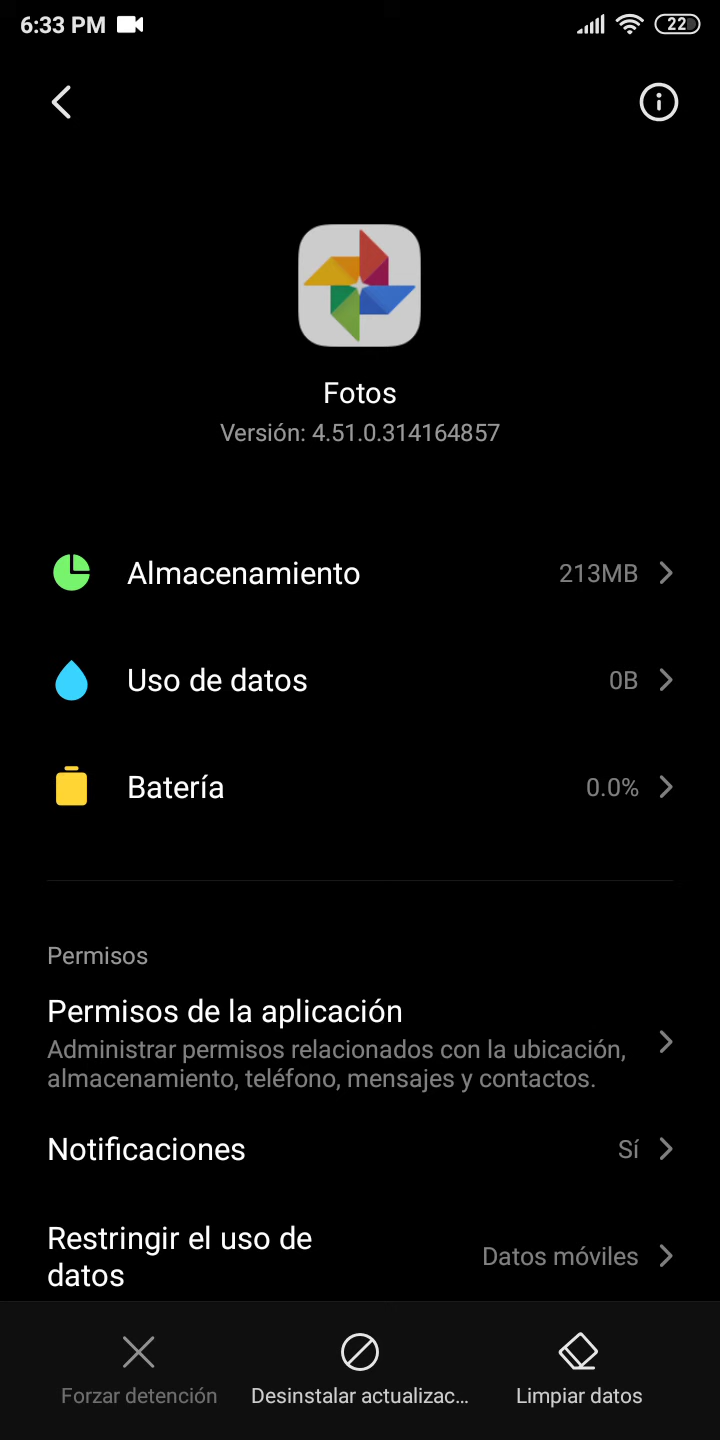 6:33 PM
22
Fotos
Versión: 4.51.0.314164857
Almacenamiento 213MB
Uso de datos 0B
Batería 0.0%
Permisos
Permisos de la aplicación
Administrar permisos relacionados con la ubicación,
almacenamiento, teléfono, mensajes y contactos.
Notificaciones Sí
Restringir el uso de
datos
Datos móviles
Forzar detención
Desinstalar actualizac...
Limpiar datos